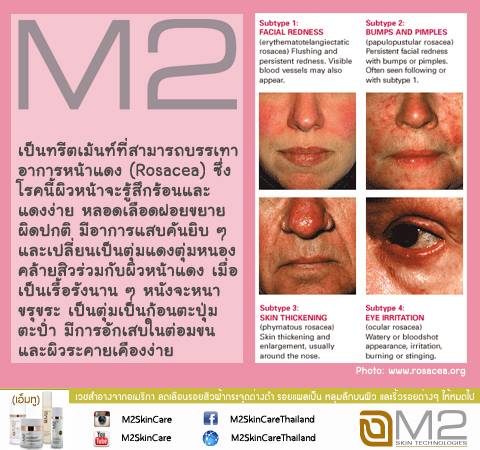 M2
เป็นทรีตเม้นท์ที่สามารถบรรเทา
อาการหน้าแดง (Rosacea) ซึ่ง
โรคนี้ผิวหน้าจะรู้สึกร้อนและ
แดงง่าย หลอดเลือดฝอยขยาย
ผิดปกติ มีอาการแสบคันยิบ ๆ
และเปลี่ยนเป็นตุ่มแดงตุ่มหนอง
คล้ายสิวร่วมกับผิวหน้าแดง เมื่อ
เป็นเรื้อรังนาน ๆ หนังจะหนา
ขรุขระ เป็นตุ่มเป็นก้อนตะปุ่ม
ตะป่ำ มีการอักเสบในต่อมขน
และผิวระคายเคืองง่าย
Subtype 1:
FACIAL REDNESS
(erythematotelangiectatic
rosacea) Flushing and
persistent redness. Visible
blood vessels may also
appear.
Subtype 2:
BUMPS AND PIMPLES
(papulopustular rosacea)
Persistent facial redness
with bumps or pimples.
Often seen following or
with subtype 1.
Subtype 3:
SKIN THICKENING
(phymatous rosacea)
Skin thickening and
enlargement, usually
around the nose.
Subtype 4:
EYE IRRITATION
(ocular rosacea)
Watery or bloodshot
appearance, irritation,
burning or stinging.
Photo: www.rosacea.org
(เอ็มทู)
เวชสำอางจากอเมริกา ลดเลือนรอยสิวฝ้ากระจุดด่างดำ รอยแผลเป็น หลุมลึกบนผิว และริ้วรอยต่างๆ ให้หมดไป
M2SkinCare
M2SkinCareThailand
You Tube
M2SkinCare
M2SkinCareThailand
M2
SKIN TECHNOLOGIES